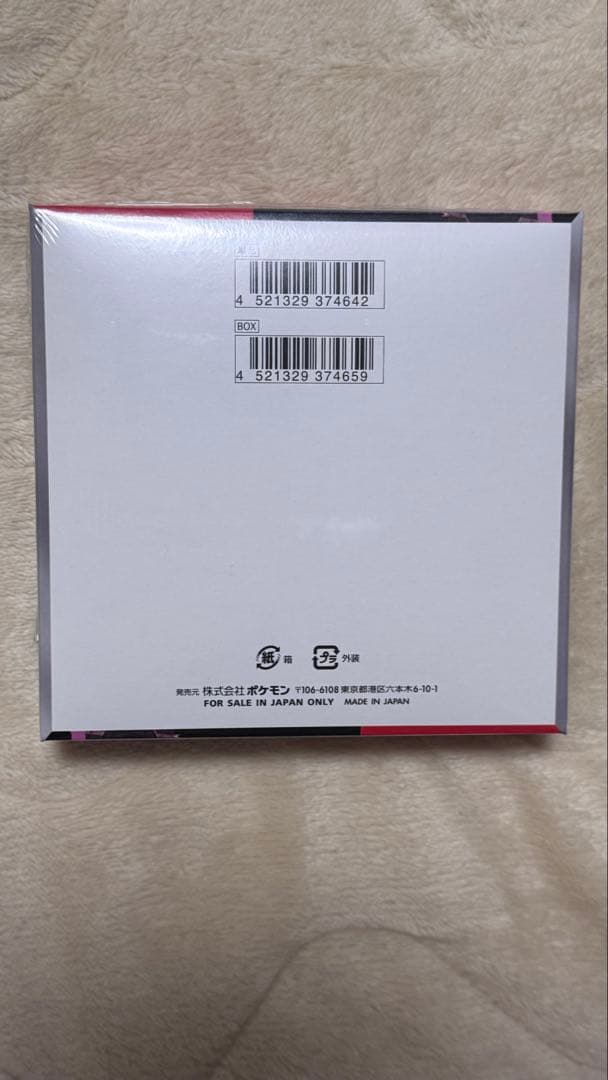 4 521329 374642
BOX
4 521329 374659
紙 箱 プラ 外装
発売元 株式会社ポケモン 〒106-6108 東京都港区六本木6-10-1
FOR SALE IN JAPAN ONLY MADE IN JAPAN